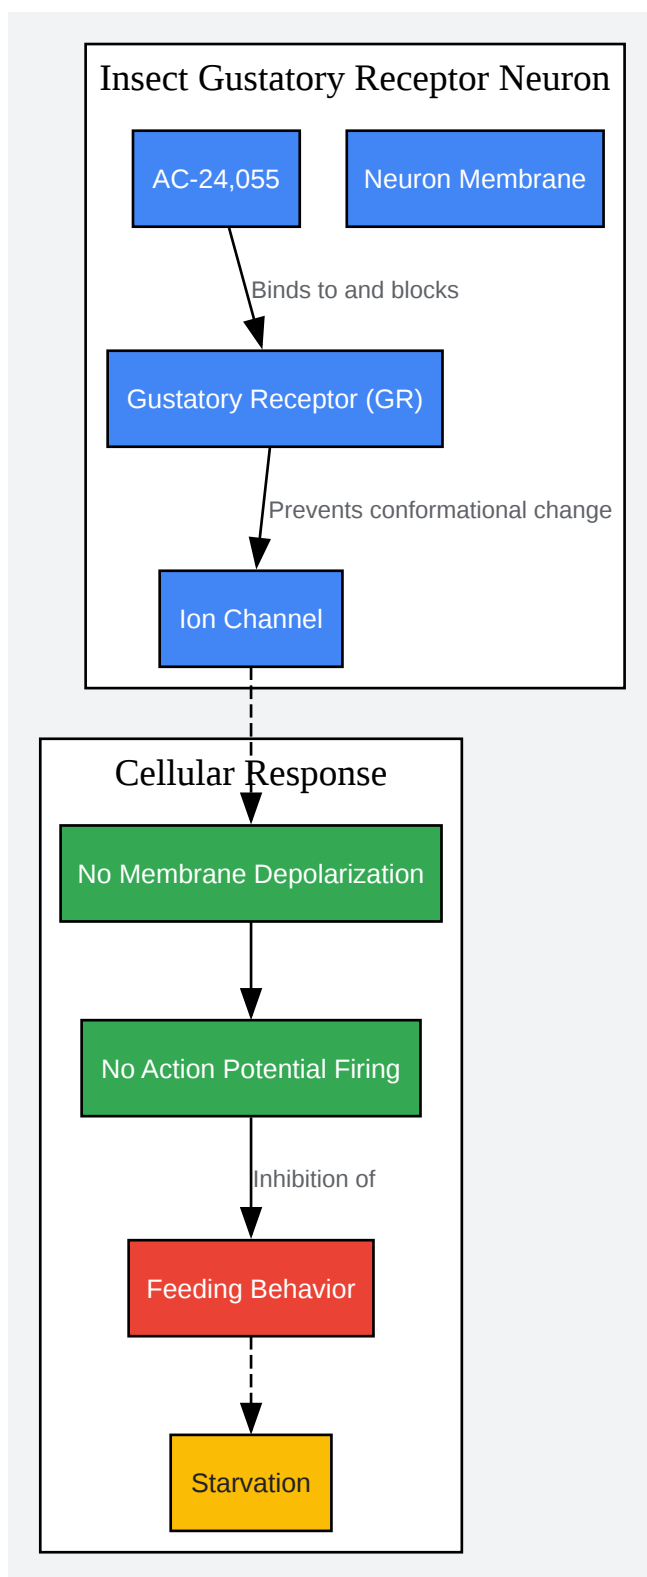 Insect Gustatory Receptor Neuron
AC-24,055
Neuron Membrane
Binds to and blocks
Gustatory Receptor (GR)
Prevents conformational change
Ion Channel
Cellular Response
No Membrane Depolarization
No Action Potential Firing
Inhibition of
Feeding Behavior
Starvation